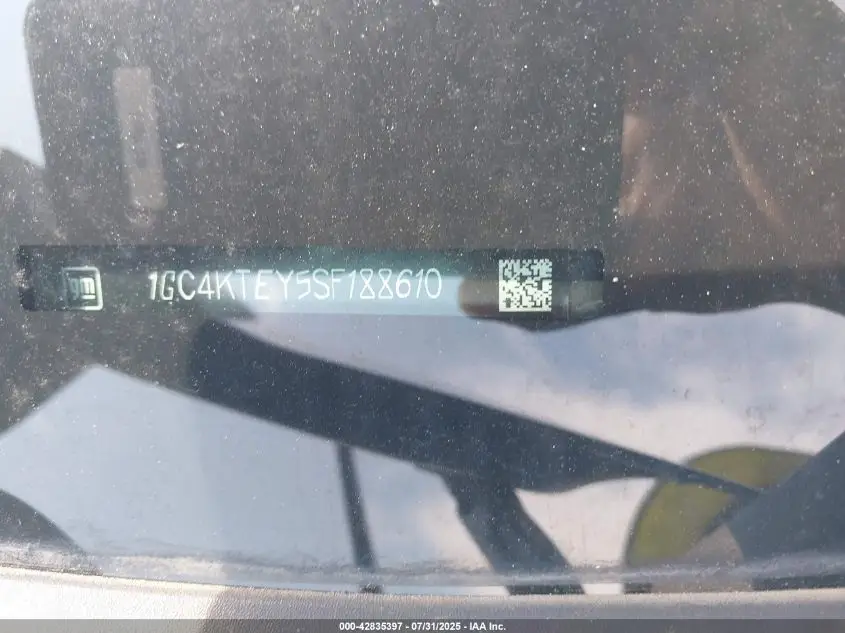 gm 1GC4KTEY5SF188610
000-42835397 - 07/31/2025 - IAA Inc.